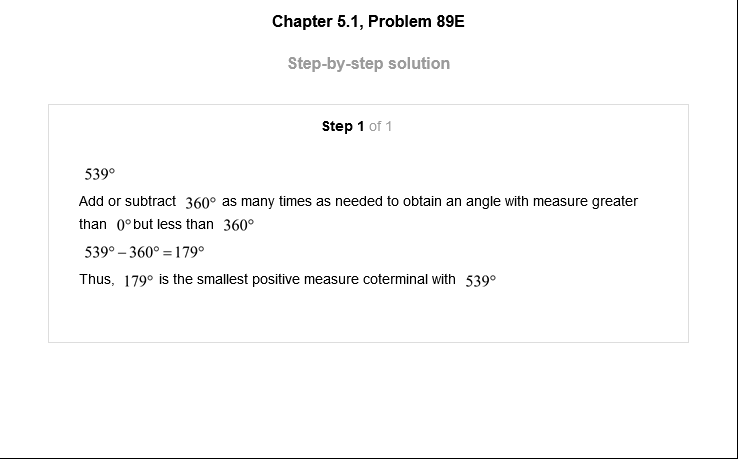 Chapter 5.1, Problem 89E
Step-by-step solution
Step 1 of 1
539°
Add or subtract 360° as many times as needed to obtain an angle with measure greater
than 0° but less than 360°
539° – 360° = 179°
Thus, 179° is the smallest positive measure coterminal with 539°